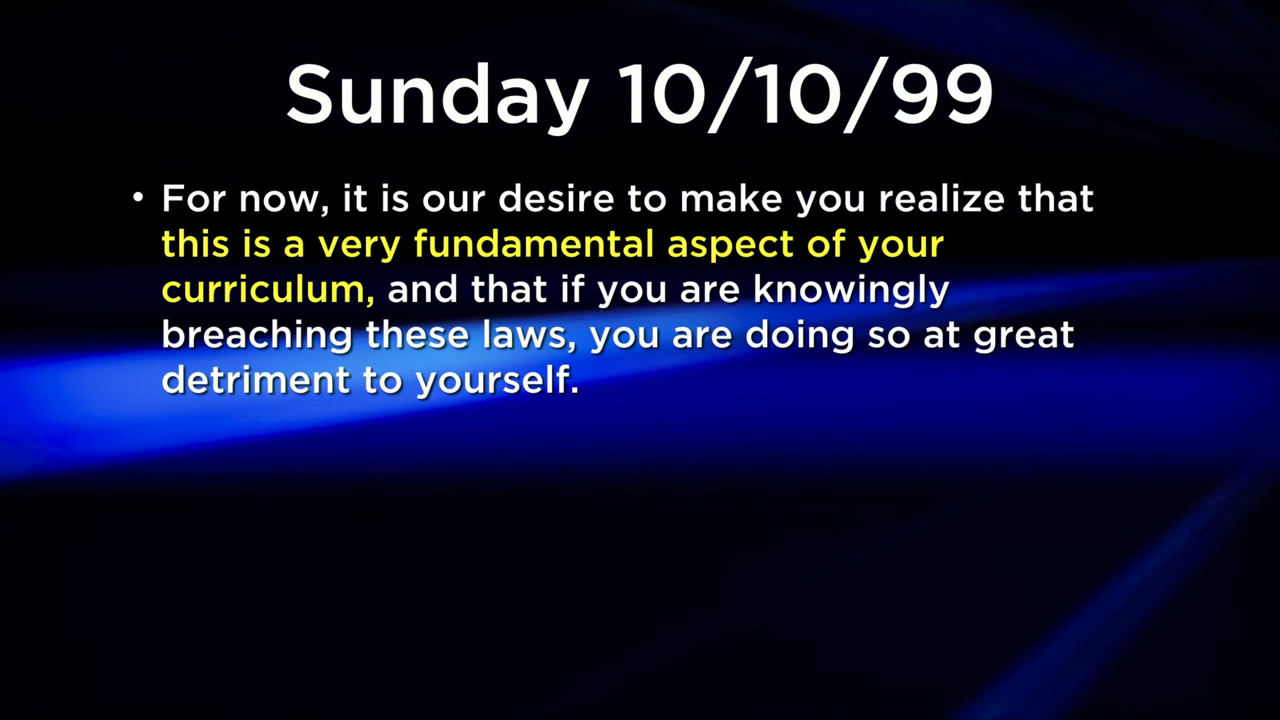 Sunday 10/10/99
• For now, it is our desire to make you realize that
this is a very fundamental aspect of your
curriculum, and that if you are knowingly
breaching these laws, you are doing so at great
detriment to yourself.